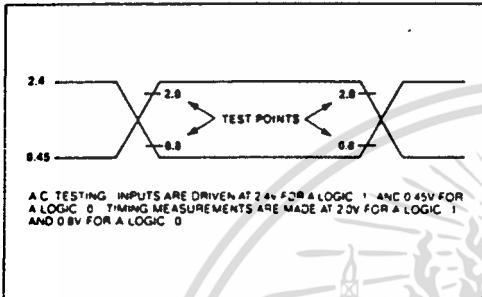 2.4
2.0
2.0
TEST POINTS
0.8
0.8
0.45
A C TESTING INPUTS ARE DRIVEN AT 2.4V FOR A LOGIC 1 AND 0.45V FOR
A LOGIC 0 TIMING MEASUREMENTS ARE MADE AT 2.0V FOR A LOGIC 1
AND 0.8V FOR A LOGIC 0